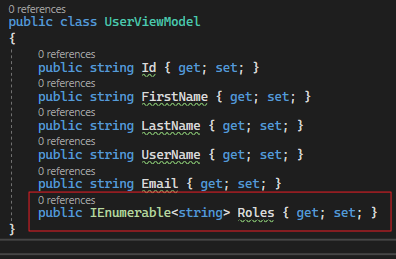 0 references
public class UserViewModel
{
0 references
public string Id { get; set; }
0 references
public string FirstName { get; set; }
0 references
public string LastName { get; set; }
0 references
public string UserName { get; set; }
0 references
public string Email { get; set; }
0 references
public IEnumerable<string> Roles { get; set; }
}